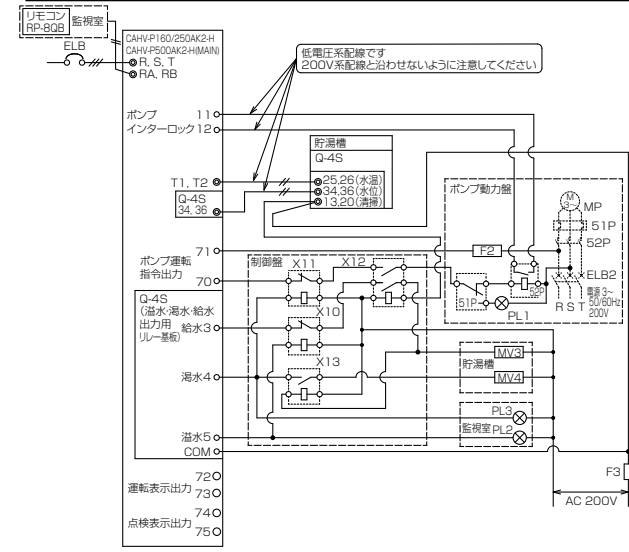 リモコン
RP-8QB
監視室
ELB
CAHV-P160/250AK2-H
CAHV-P500AK2-H(MAIN)
R, S, T
RA, RB
低電圧系配線です
200V系配線と沿わせないように注意してください
ポンプ
インターロック
11
12
貯湯槽
Q-4S
25,26(水温)
34,36(水位)
13,20(清掃)
T1, T2
Q-4S
34, 36
ポンプ動力盤
M
3~
MP
51P
52P
F2
ELB2
電源 3~
50/60Hz
200V
R S T
51P
52P
PL1
71
ポンプ運転
指令出力
70
制御盤
X11
X12
X10
X13
Q-4S
(溢水・渇水・給水
出力用
リレー基板)
給水3
渇水4
溢水5
COM
MV3
貯湯槽
MV4
PL3
監視室
PL2
F3
AC 200V
72
運転表示出力
73
74
点検表示出力
75